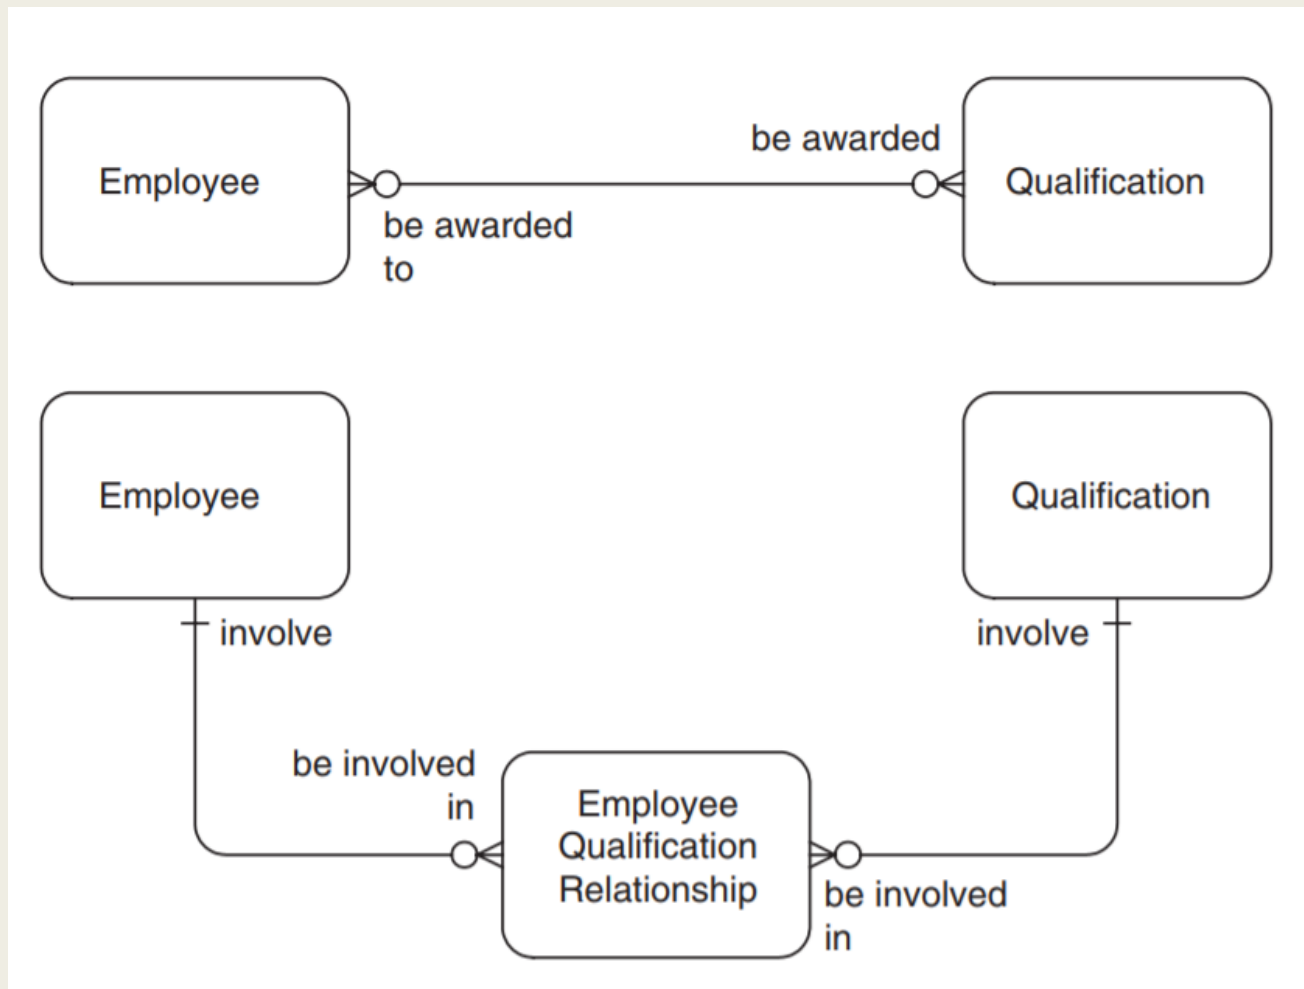 be awarded
Employee
Qualification
be awarded
to
Employee
Qualification
involve
involve
be involved
in
Employee
Qualification
Relationship
be involved
in